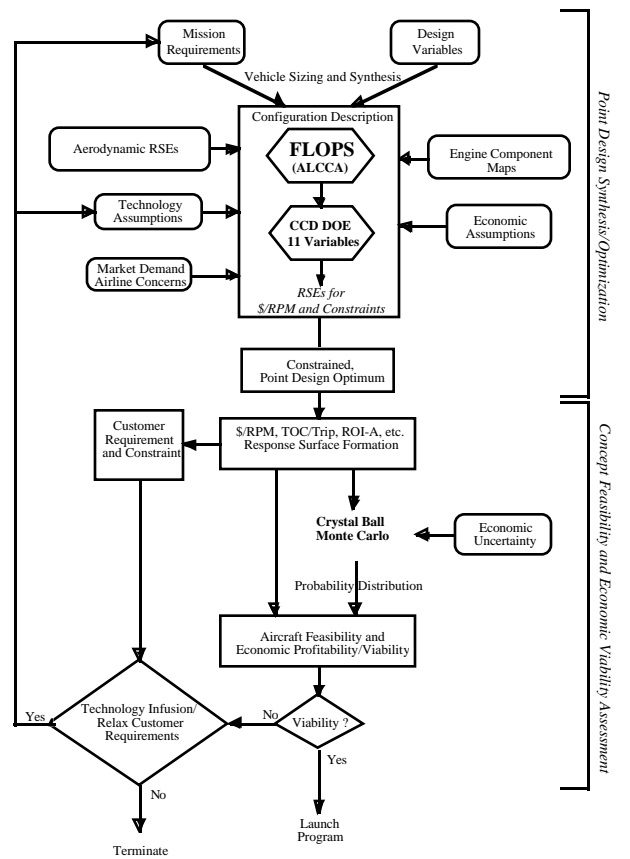 Mission
Requirements
Design
Variables
Vehicle Sizing and Synthesis
Configuration Description
Aerodynamic RSEs
FLOPS
(ALCCA)
Engine Component
Maps
Technology
Assumptions
CCD DOE
11 Variables
Economic
Assumptions
Market Demand
Airline Concerns
RSEs for
$/RPM and Constraints
Point Design Synthesis/Optimization
Constrained,
Point Design Optimum
Customer
Requirement
and Constraint
$/RPM, TOC/Trip, ROI-A, etc.
Response Surface Formation
Crystal Ball
Monte Carlo
Economic
Uncertainty
Probability Distribution
Aircraft Feasibility and
Economic Profitability/Viability
Concept Feasibility and Economic Viability Assessment
Yes
Technology Infusion/
Relax Customer
Requirements
No
Viability ?
Yes
No
Launch
Program
Terminate